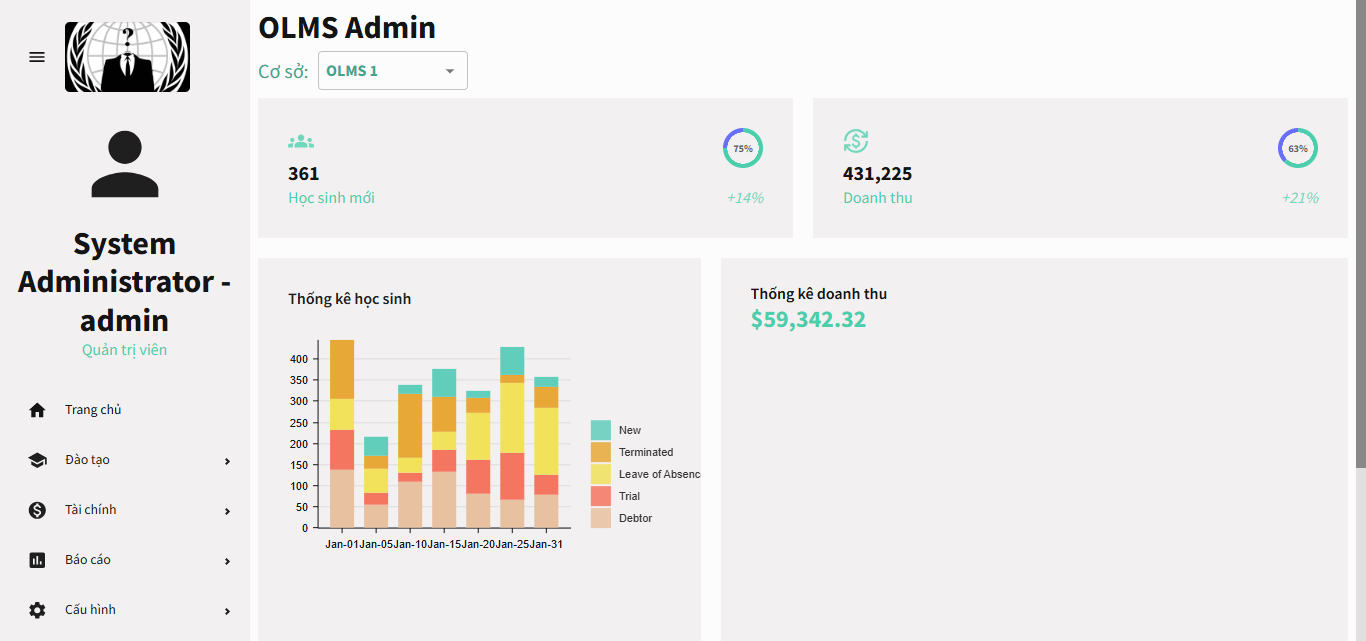 OLMS Admin
Cơ sở:
OLMS 1
?
System
Administrator -
admin
Quản trị viên
Trang chủ
Đào tạo
Tài chính
Báo cáo
Cấu hình
361
Học sinh mới
75%
+14%
431,225
Doanh thu
63%
+21%
Thống kê học sinh
400
350
300
250
200
150
100
50
0
Jan-01 Jan-05 Jan-10 Jan-15 Jan-20 Jan-25 Jan-31
New
Terminated
Leave of Absenc
Trial
Debtor
Thống kê doanh thu
$59,342.32